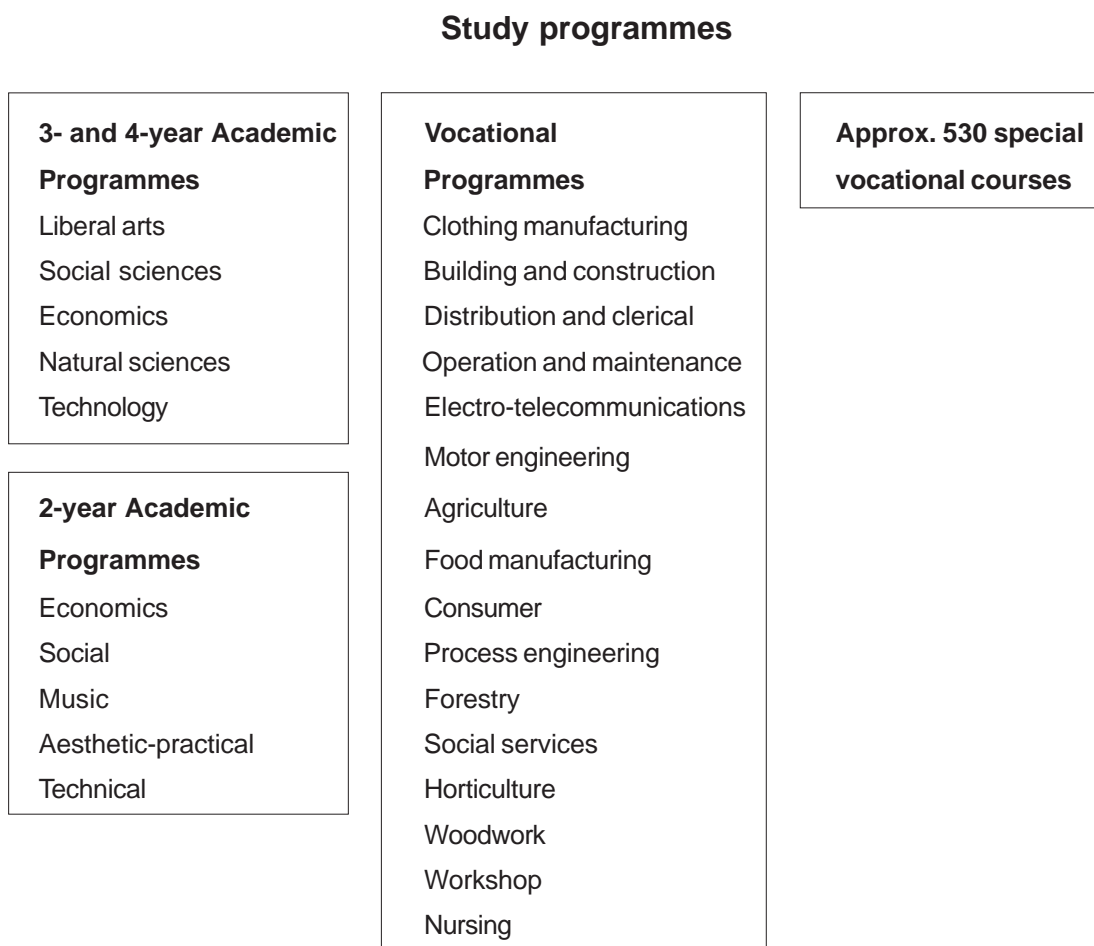 Study programmes
3- and 4-year Academic
Programmes
Liberal arts
Social sciences
Economics
Natural sciences
Technology
2-year Academic
Programmes
Economics
Social
Music
Aesthetic-practical
Technical
Vocational
Programmes
Clothing manufacturing
Building and construction
Distribution and clerical
Operation and maintenance
Electro-telecommunications
Motor engineering
Agriculture
Food manufacturing
Consumer
Process engineering
Forestry
Social services
Horticulture
Woodwork
Workshop
Nursing
Approx. 530 special
vocational courses